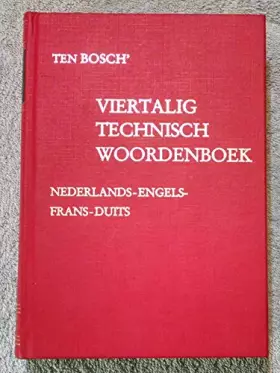 TEN BOSCH'
VIERTALIG
TECHNISCH
WOORDENBOEK
NEDERLANDS-ENGELS-
FRANS-DUITS